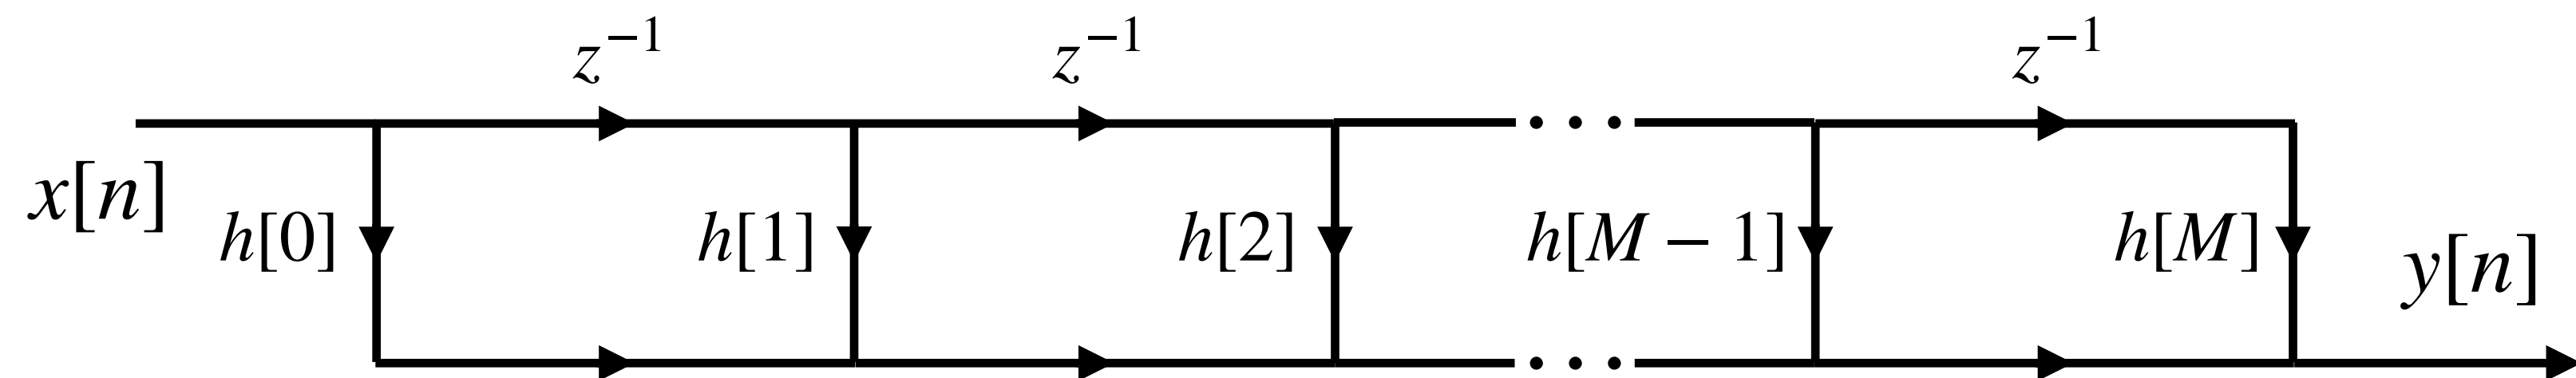 z⁻¹ z⁻¹ z⁻¹
x[n]
h[0] h[1] h[2] · · · h[M − 1] h[M]
y[n]
· · ·